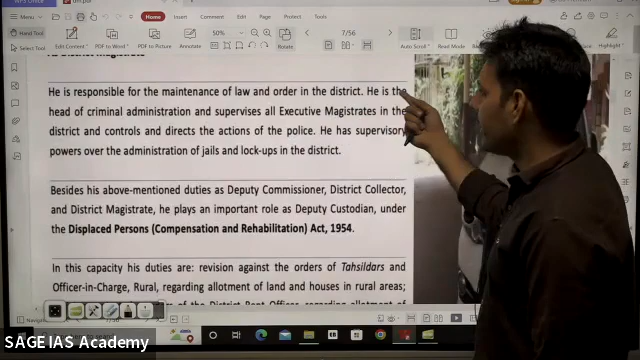 Menu
Home
Insert
Comment
Edit
Page
Protect
Tools
Hand Tool
Select Tool
PDF to Word
PDF to Picture
Annotate
50%
7/56
Rotate
Auto Scroll
Read Mode
Highlight
He is responsible for the maintenance of law and order in the district. He is the
head of criminal administration and supervises all Executive Magistrates in the
district and controls and directs the actions of the police. He has supervisory
powers over the administration of jails and lock-ups in the district.
Besides his above-mentioned duties as Deputy Commissioner, District Collector,
and District Magistrate, he plays an important role as Deputy Custodian, under
the Displaced Persons (Compensation and Rehabilitation) Act, 1954.
In this capacity his duties are: revision against the orders of Tahsildars and
Officer-in-Charge, Rural, regarding allotment of land and houses in rural areas;
of the District Rent Officer, regarding allotment of
SAGE IAS Academy